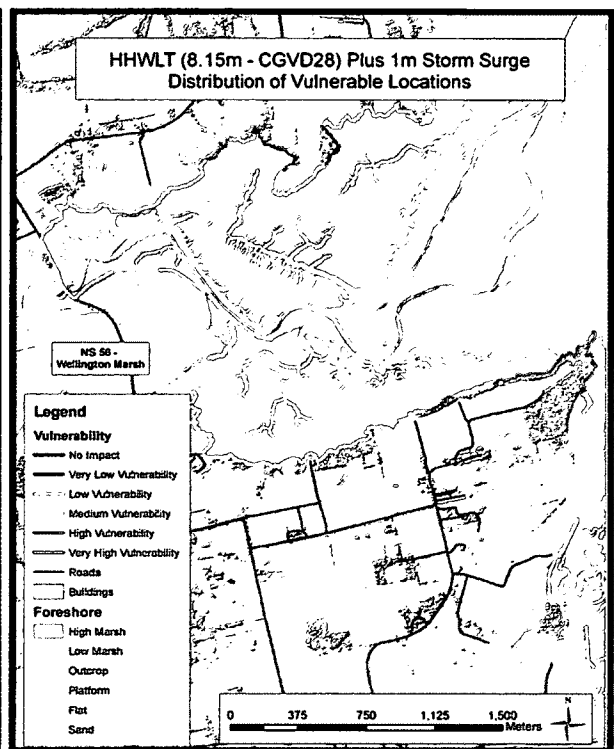 HHWLT (8.15m - CGVD28) Plus 1m Storm Surge
Distribution of Vulnerable Locations
NS 56 -
Wellington Marsh
Legend
Vulnerability
No Impact
Very Low Vulnerability
Low Vulnerability
Medium Vulnerability
High Vulnerability
Very High Vulnerability
Roads
Buildings
Foreshore
High Marsh
Low Marsh
Outcrop
Platform
Flat
Sand
0 375 750 1,125 1,500
Meters
N